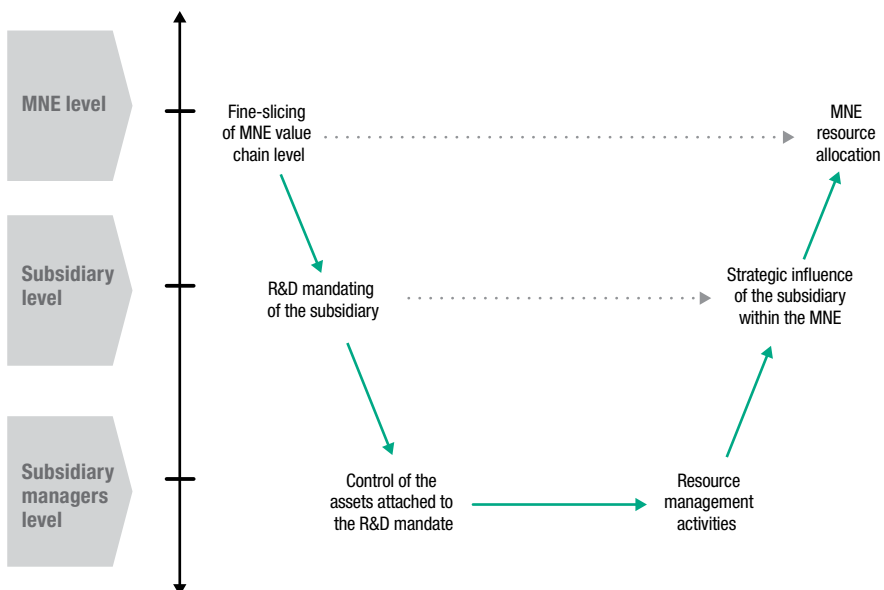 MNE level
Fine-slicing
of MNE value
chain level
MNE
resource
allocation
Subsidiary
level
R&D mandating
of the subsidiary
Strategic influence
of the subsidiary
within the MNE
Subsidiary
managers
level
Control of the
assets attached to
the R&D mandate
Resource
management
activities